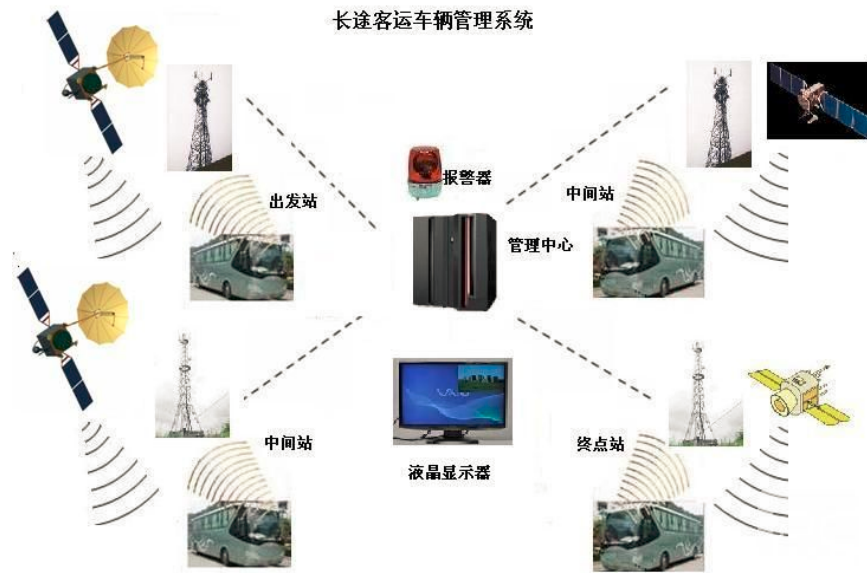 长途客运车辆管理系统
报警器
出发站
中间站
管理中心
中间站
终点站
液晶显示器